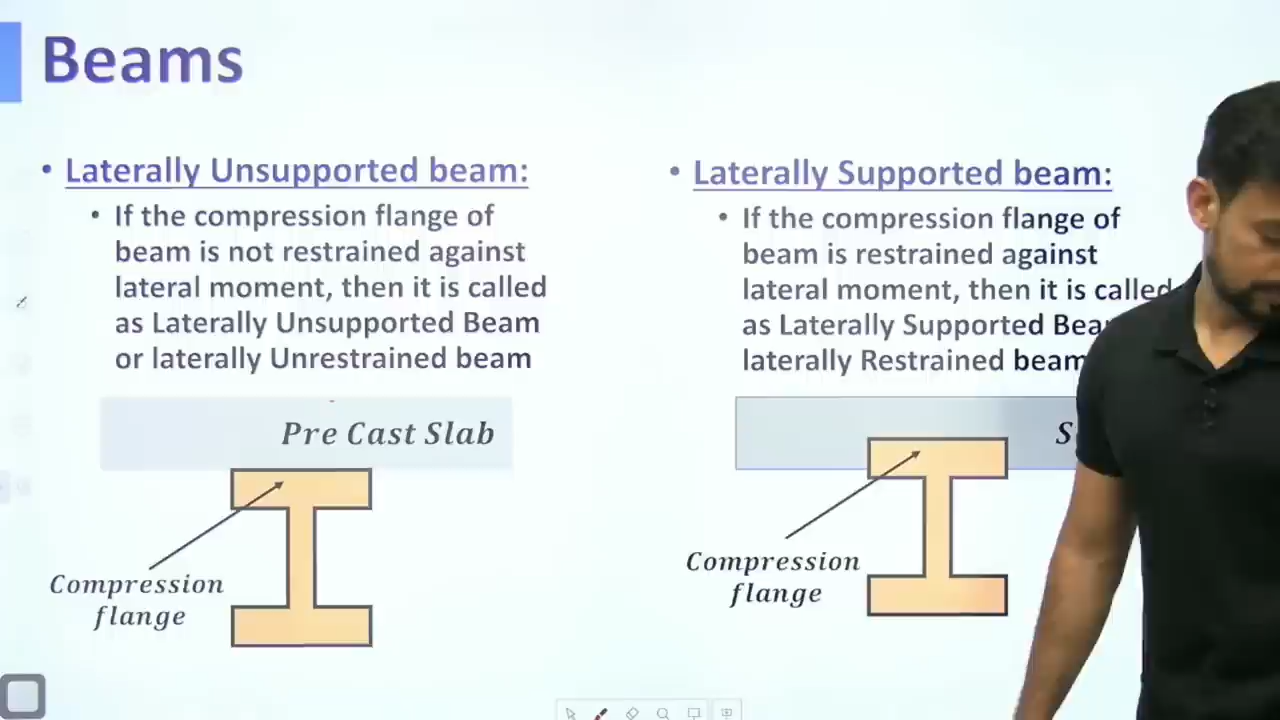 Beams
• Laterally Unsupported beam:
• If the compression flange of
beam is not restrained against
lateral moment, then it is called
as Laterally Unsupported Beam
or laterally Unrestrained beam
Pre Cast Slab
Compression
flange
• Laterally Supported beam:
• If the compression flange of
beam is restrained against
lateral moment, then it is called
as Laterally Supported
laterally Restrained beam
Compression
flange